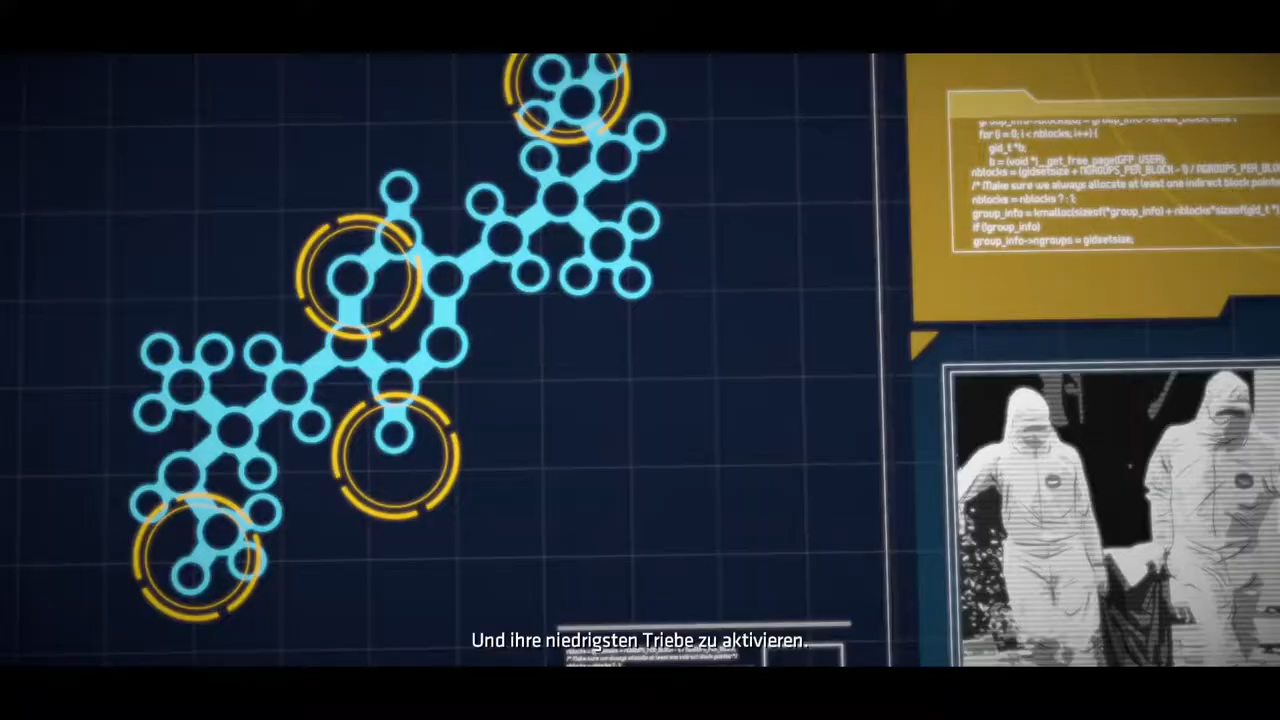 for (i = 0; i < nblocks; i++) {
gid_t *b;
b = (void *)__get_free_page(GFP_USER);
nblocks = (gidsetsize + NGROUPS_PER_BLOCK - 1) / NGROUPS_PER_BLO
/* Make sure we always allocate at least one indirect block pointe
nblocks = nblocks ? : 1;
group_info = kmalloc(sizeof(*group_info) + nblocks*sizeof(gid_t *)
if (!group_info)
group_info->ngroups = gidsetsize;
Und ihre niedrigsten Triebe zu aktivieren.